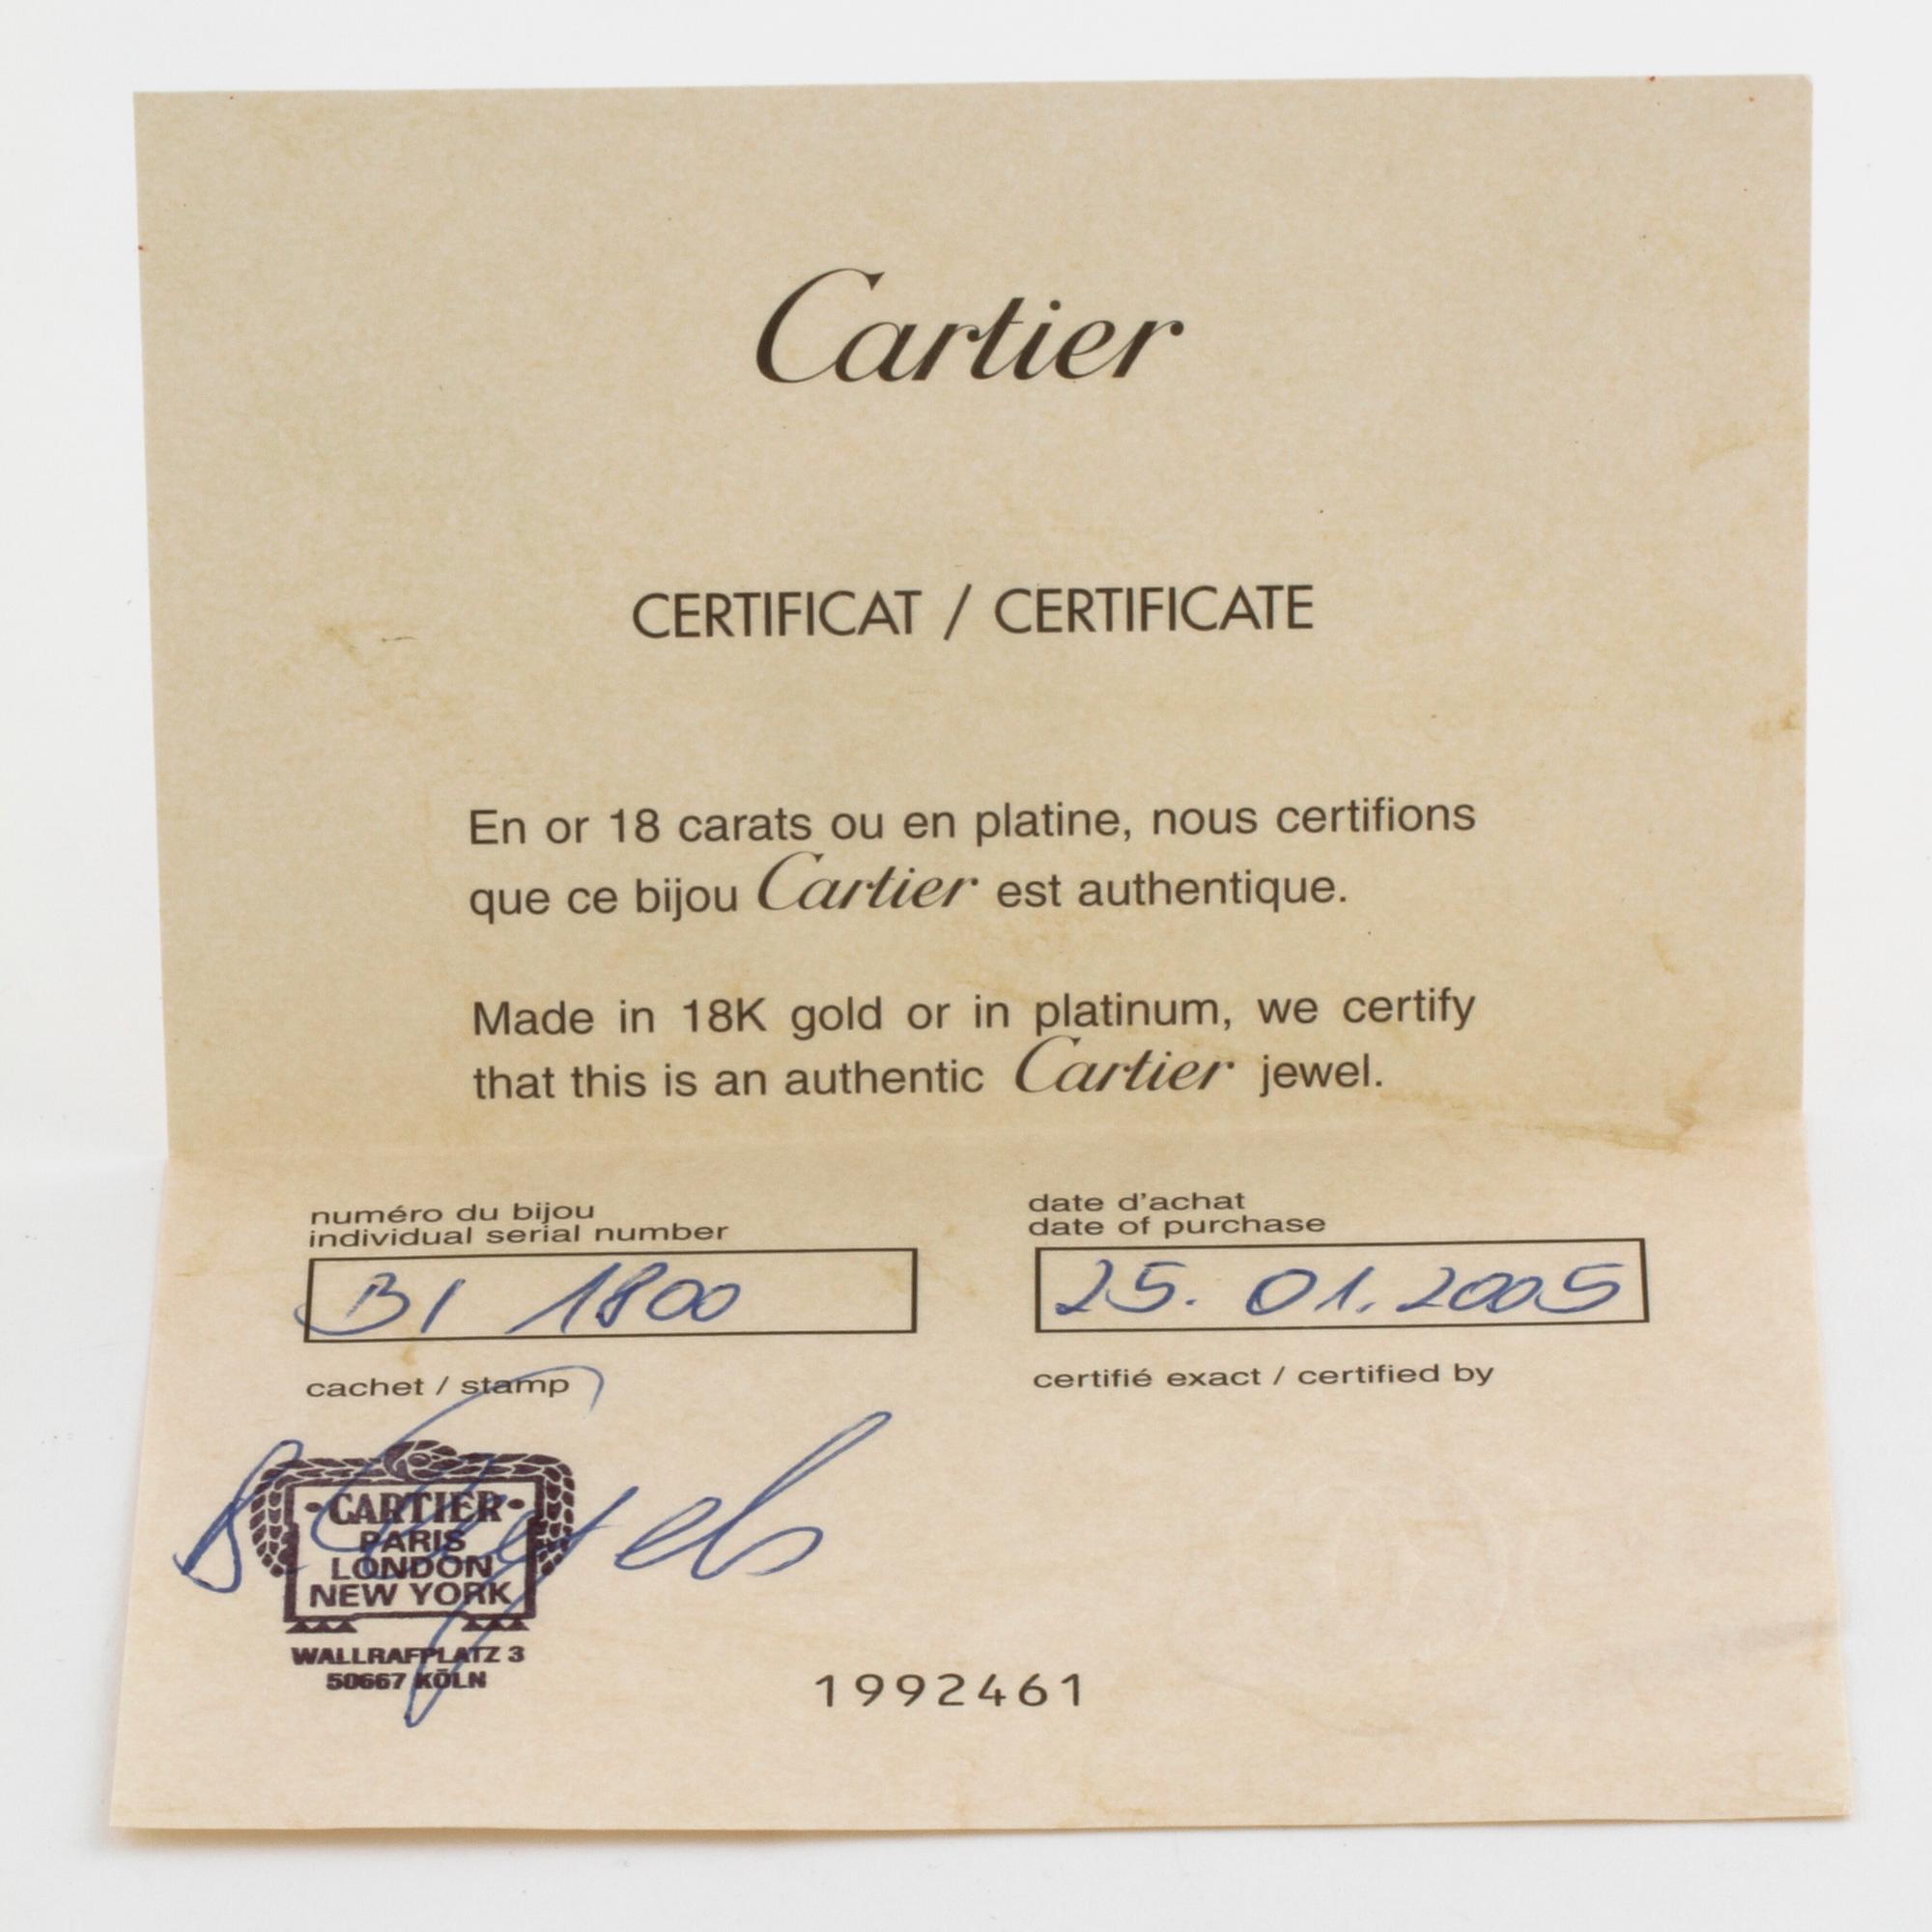 Cartier
CERTIFICAT / CERTIFICATE
En or 18 carats ou en platine, nous certifions
que ce bijou Cartier est authentique.
Made in 18K gold or in platinum, we certify
that this is an authentic Cartier jewel.
numéro du bijou
individual serial number
BI 1800
date d'achat
date of purchase
25. 01. 2005
cachet / stamp
certifié exact / certified by
·CARTIER·
PARIS
LONDON
NEW YORK
WALLRAFPLATZ 3
50667 KÖLN
1992461